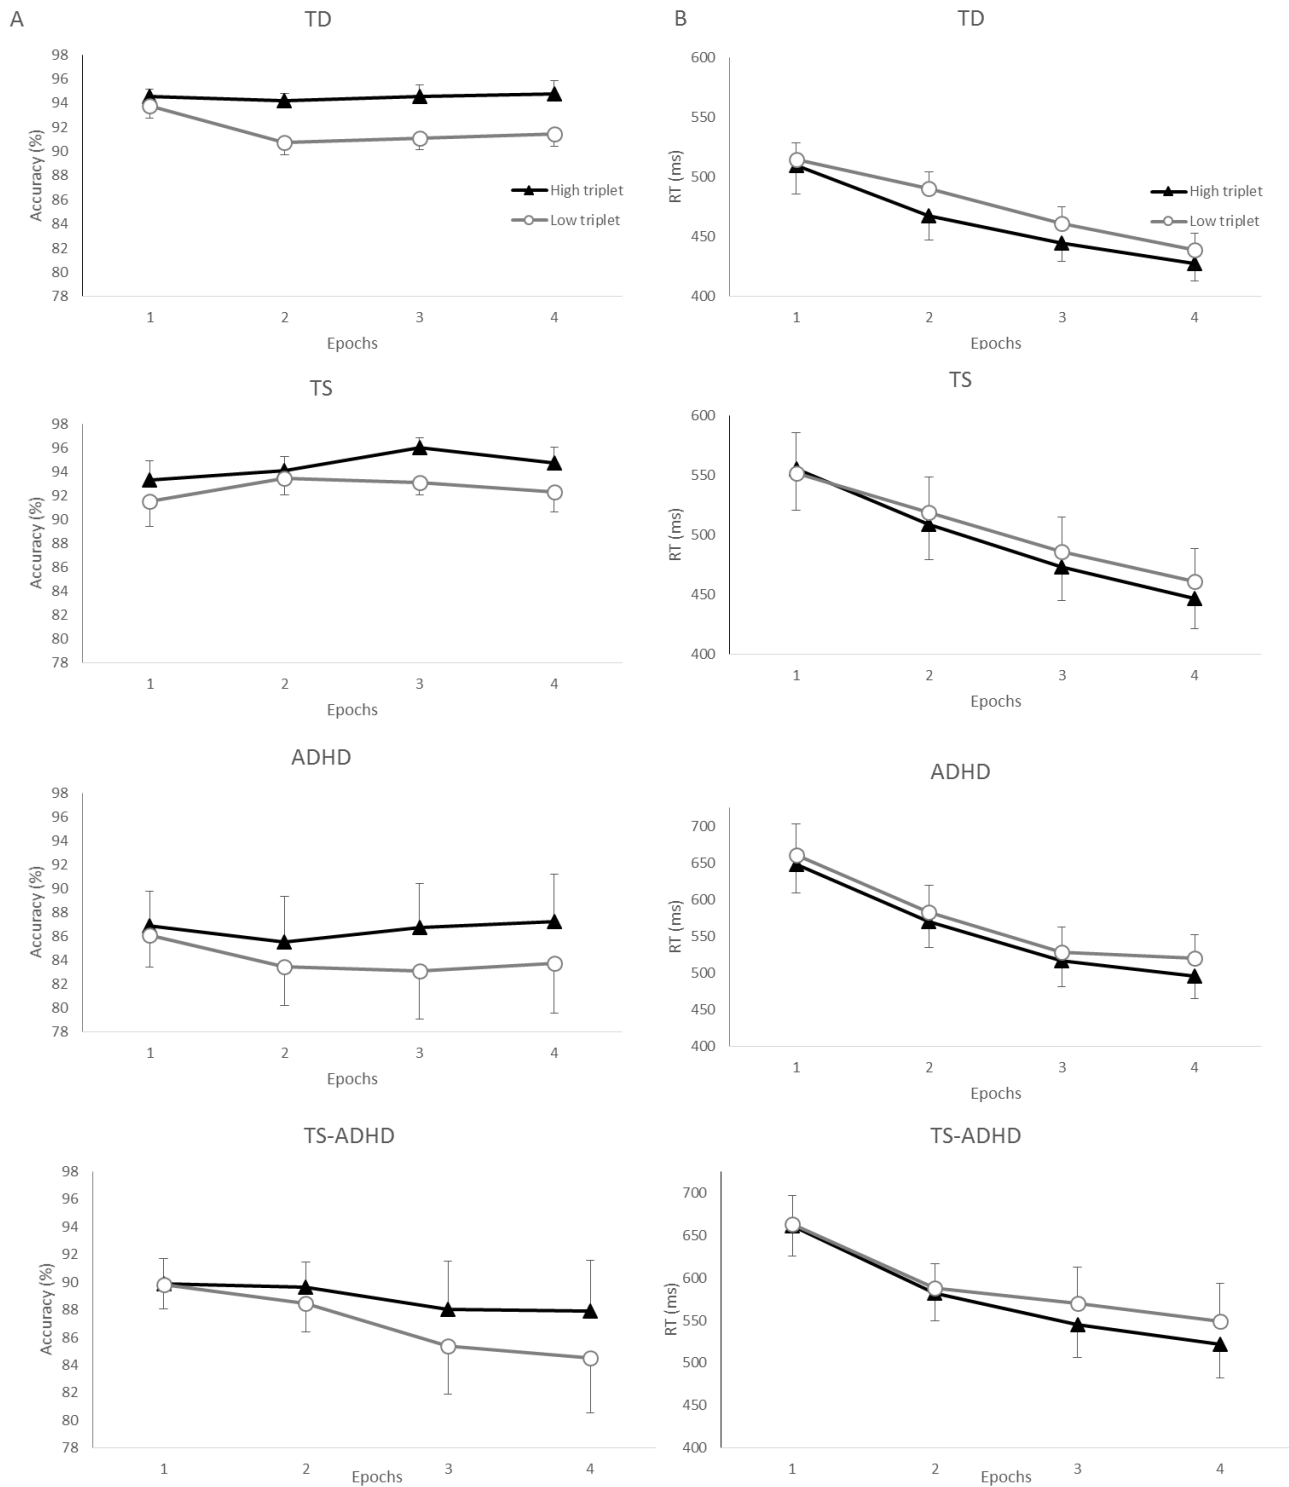 A
TD
98
96
94
92
90
88
86
84
82
80
78
Accuracy (%)
High triplet
Low triplet
1 2 3 4
Epochs
B
TD
600
550
500
450
400
RT (ms)
High triplet
Low triplet
1 2 3 4
Epochs
TS
98
96
94
92
90
88
86
84
82
80
78
Accuracy (%)
1 2 3 4
Epochs
TS
600
550
500
450
400
RT (ms)
1 2 3 4
Epochs
ADHD
98
96
94
92
90
88
86
84
82
80
78
Accuracy (%)
1 2 3 4
Epochs
ADHD
700
650
600
550
500
450
400
RT (ms)
1 2 3 4
Epochs
TS-ADHD
98
96
94
92
90
88
86
84
82
80
78
Accuracy (%)
1 2 3 4
Epochs
TS-ADHD
700
650
600
550
500
450
400
RT (ms)
1 2 3 4
Epochs